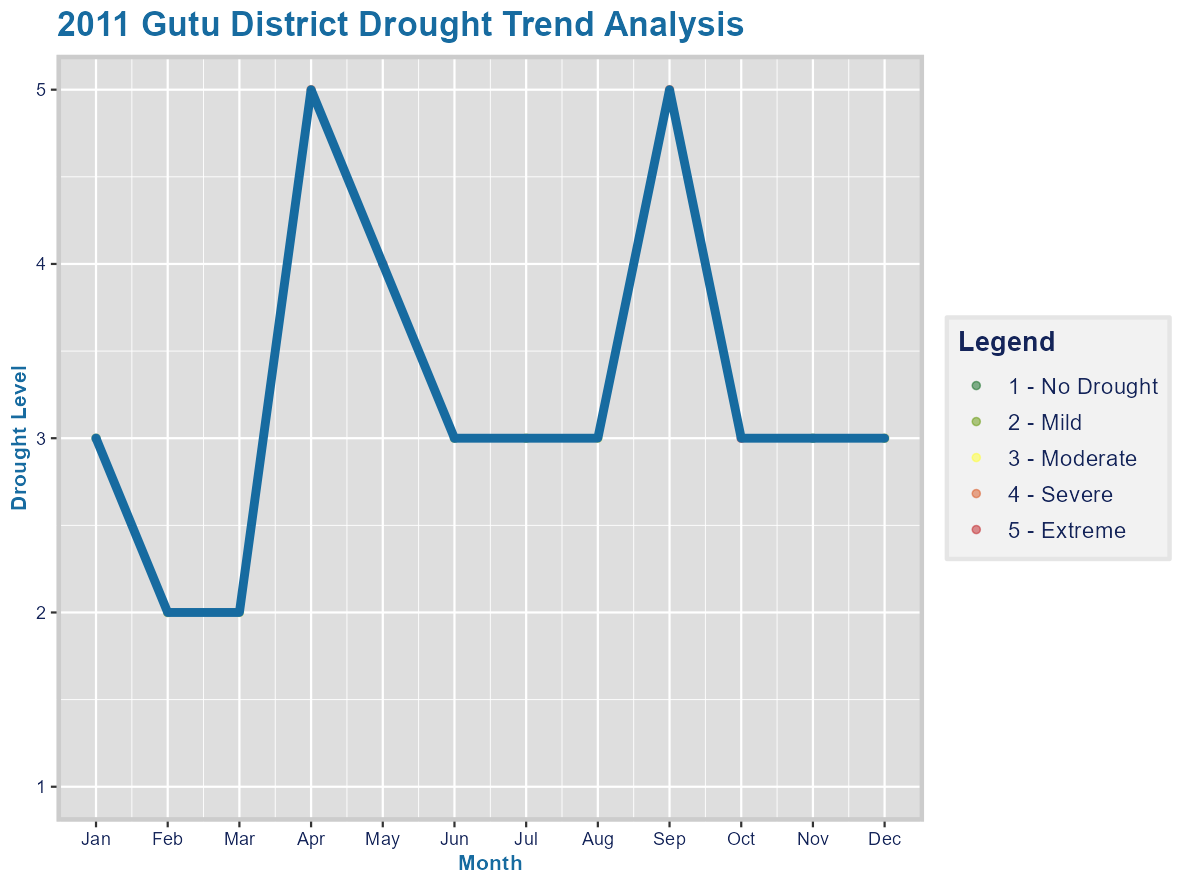 2011 Gutu District Drought Trend Analysis
5
4
3
2
1
Drought Level
Jan Feb Mar Apr May Jun Jul Aug Sep Oct Nov Dec
Month
Legend
1 - No Drought
2 - Mild
3 - Moderate
4 - Severe
5 - Extreme